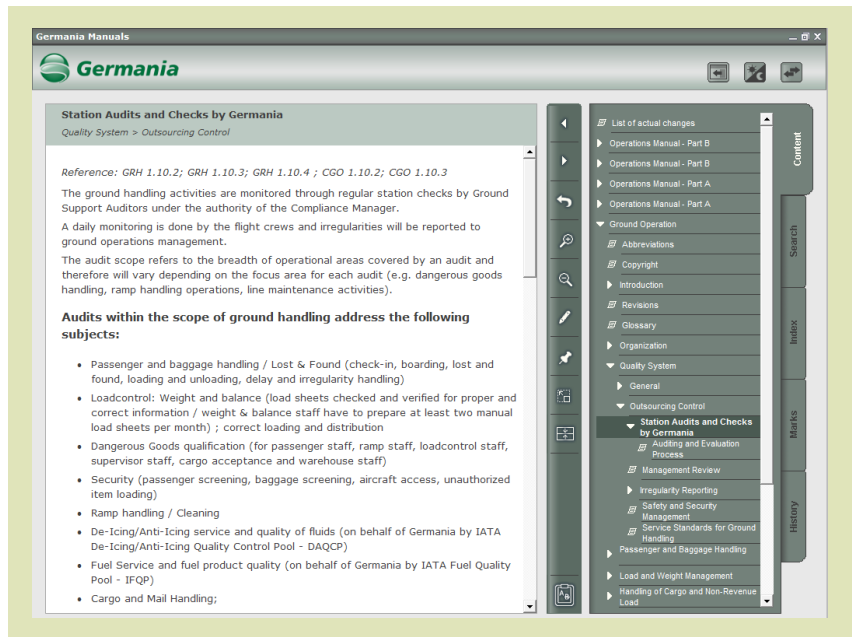 Germania Manuals
Germania
Station Audits and Checks by Germania
Quality System > Outsourcing Control
Reference: GRH 1.10.2; GRH 1.10.3; GRH 1.10.4 ; CGO 1.10.2; CGO 1.10.3
The ground handling activities are monitored through regular station checks by Ground
Support Auditors under the authority of the Compliance Manager.
A daily monitoring is done by the flight crews and irregularities will be reported to
ground operations management.
The audit scope refers to the breadth of operational areas covered by an audit and
therefore will vary depending on the focus area for each audit (e.g. dangerous goods
handling, ramp handling operations, line maintenance activities).
Audits within the scope of ground handling address the following
subjects:
• Passenger and baggage handling / Lost & Found (check-in, boarding, lost and
found, loading and unloading, delay and irregularity handling)
• Loadcontrol: Weight and balance (load sheets checked and verified for proper and
correct information / weight & balance staff have to prepare at least two manual
load sheets per month) ; correct loading and distribution
• Dangerous Goods qualification (for passenger staff, ramp staff, loadcontrol staff,
supervisor staff, cargo acceptance and warehouse staff)
• Security (passenger screening, baggage screening, aircraft access, unauthorized
item loading)
• Ramp handling / Cleaning
• De-Icing/Anti-Icing service and quality of fluids (on behalf of Germania by IATA
De-Icing/Anti-Icing Quality Control Pool - DAQCP)
• Fuel Service and fuel product quality (on behalf of Germania by IATA Fuel Quality
Pool - IFQP)
• Cargo and Mail Handling;
List of actual changes
Operations Manual - Part B
Operations Manual - Part B
Operations Manual - Part A
Operations Manual - Part A
Ground Operation
Abbreviations
Copyright
Introduction
Revisions
Glossary
Organization
Quality System
General
Outsourcing Control
Station Audits and Checks
by Germania
Auditing and Evaluation
Process
Management Review
Irregularity Reporting
Safety and Security
Management
Service Standards for Ground
Handling
Passenger and Baggage Handling
Load and Weight Management
Handling of Cargo and Non-Revenue
Load
Content
Search
Index
Marks
History